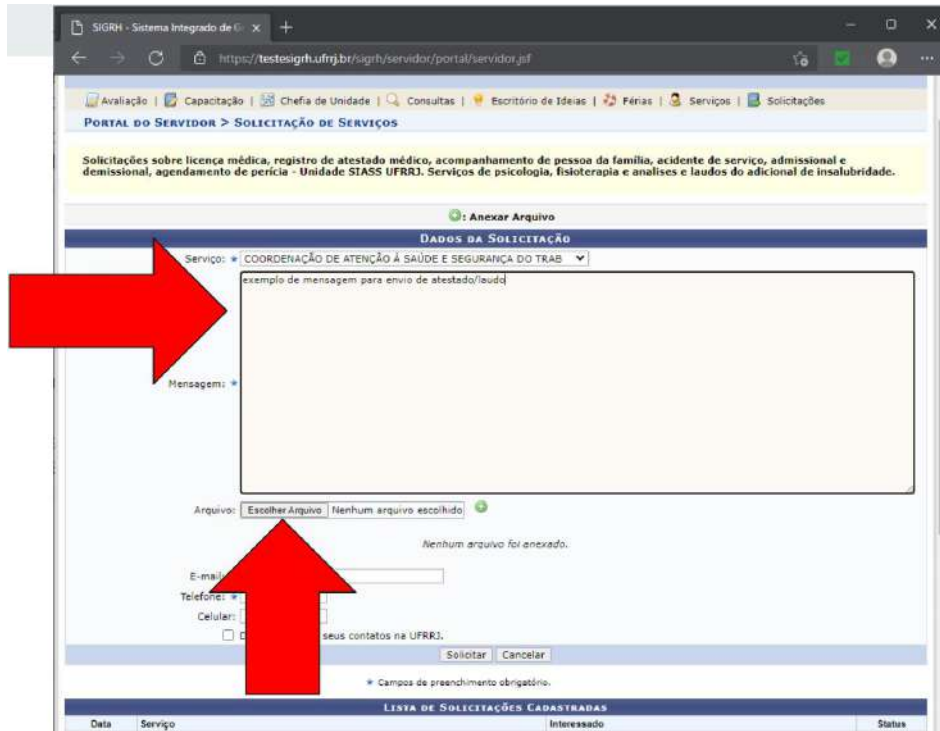 SIGRH - Sistema Integrado de G
https://testesigrh.ufrrj.br/sigrh/servidor/portal/servidor.jsf
Avaliação | Capacitação | Chefia de Unidade | Consultas | Escritório de Ideias | Férias | Serviços | Solicitações
PORTAL DO SERVIDOR > SOLICITAÇÃO DE SERVIÇOS
Solicitações sobre licença médica, registro de atestado médico, acompanhamento de pessoa da família, acidente de serviço, admissional e
demissional, agendamento de perícia - Unidade SIASS UFRRJ. Serviços de psicologia, fisioterapia e analises e laudos do adicional de insalubridade.
: Anexar Arquivo
DADOS DA SOLICITAÇÃO
Serviço: * COORDENAÇÃO DE ATENÇÃO À SAÚDE E SEGURANÇA DO TRAB
exemplo de mensagem para envio de atestado/laudo
Mensagem: *
Arquivo: Escolher Arquivo Nenhum arquivo escolhido
Nenhum arquivo foi anexado.
E-mail:
Telefone: *
Celular:
seus contatos na UFRRJ.
Solicitar Cancelar
* Campos de preenchimento obrigatório.
LISTA DE SOLICITAÇÕES CADASTRADAS
Data Serviço Interessado Status